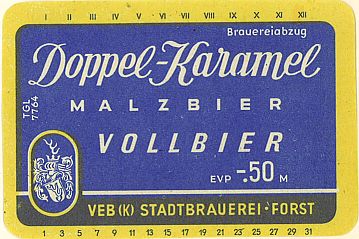 I II III IV V VI VII VIII IX X XI XII
Brauereiabzug
Doppel-Karamel
TGL 7764
MALZBIER
VOLLBIER
EVP -.50 M
VEB (K) STADTBRAUEREI · FORST
1 3 5 7 9 11 13 15 17 19 21 23 25 27 29 31